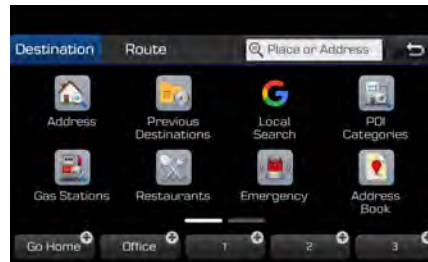 Destination
Route
Place or Address
Address
Previous
Destinations
Local
Search
POI
Categories
Gas Stations
Restaurants
Emergency
Address
Book
Go Home
Office
1
2
3